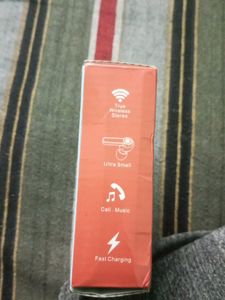 True
Wireless
Stereo
Ultra Small
Call . Music
Fast Charging